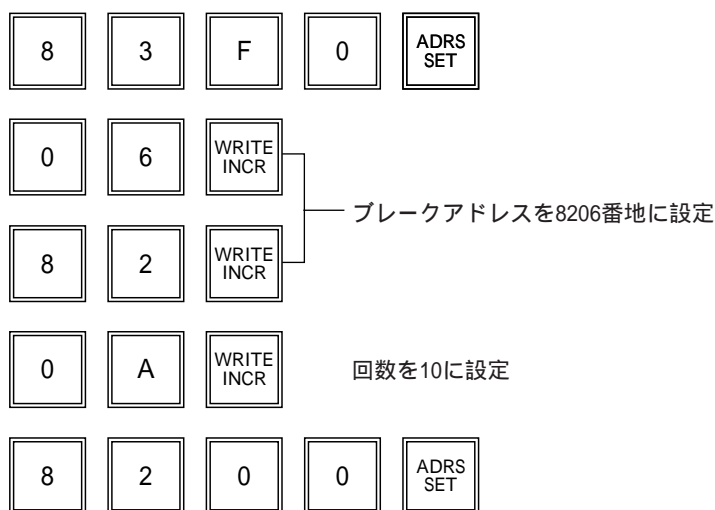 8 3 F 0 ADRS SET
0 6 WRITE INCR
ブレークアドレスを8206番地に設定
8 2 WRITE INCR
0 A WRITE INCR 回数を10に設定
8 2 0 0 ADRS SET